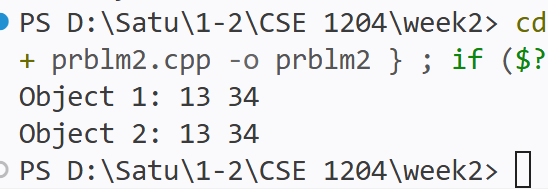 PS D:\Satu\1-2\CSE 1204\week2> cd
+ prblm2.cpp -o prblm2 } ; if ($?
Object 1: 13 34
Object 2: 13 34
PS D:\Satu\1-2\CSE 1204\week2>